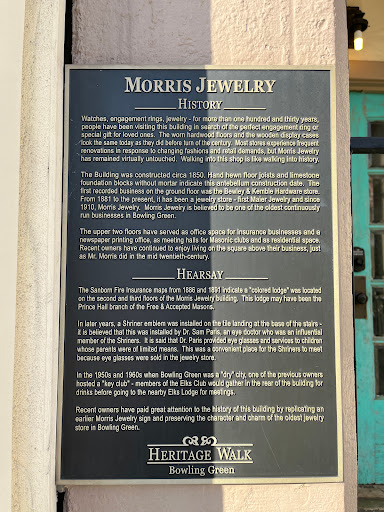 MORRIS JEWELRY
HISTORY
Watches, engagement rings, jewelry - for more than one hundred and thirty years,
people have been visiting this building in search of the perfect engagement ring or
special gift for loved ones. The worn hardwood floors and the wooden display cases
look the same today as they did before turn of the century. Most stores experience frequent
renovations in response to changing fashions and retail demands, but Morris Jewelry
has remained virtually untouched. Walking into this shop is like walking into history.
The Building was constructed circa 1850. Hand hewn floor joists and limestone
foundation blocks without mortar indicate this antebellum construction date. The
first recorded business on the ground floor was the Bewley & Kemble Hardware store.
From 1881 to the present, it has been a jewelry store - first Maier Jewelry and since
1910, Morris Jewelry. Morris Jewelry is believed to be one of the oldest continuously
run businesses in Bowling Green.
The upper two floors have served as office space for insurance businesses and a
newspaper printing office, as meeting halls for Masonic clubs and as residential space.
Recent owners have continued to enjoy living on the square above their business, just
as Mr. Morris did in the mid twentieth-century.
HEARSAY
The Sanborn Fire Insurance maps from 1886 and 1891 indicate a "colored lodge" was located
on the second and third floors of the Morris Jewelry building. This lodge may have been the
Prince Hall branch of the Free & Accepted Masons.
In later years, a Shriner emblem was installed on the tile landing at the base of the stairs -
it is believed that this was installed by Dr. Sam Paris, an eye doctor who was an influential
member of the Shriners. It is said that Dr. Paris provided eye glasses and services to children
whose parents were of limited means. This was a convenient place for the Shriners to meet
because eye glasses were sold in the jewelry store.
In the 1950s and 1960s when Bowling Green was a "dry" city, one of the previous owners
hosted a "key club" - members of the Elks Club would gather in the rear of the building for
drinks before going to the nearby Elks Lodge for meetings.
Recent owners have paid great attention to the history of this building by replicating an
earlier Morris Jewelry sign and preserving the character and charm of the oldest jewelry
store in Bowling Green.
HERITAGE WALK
Bowling Green